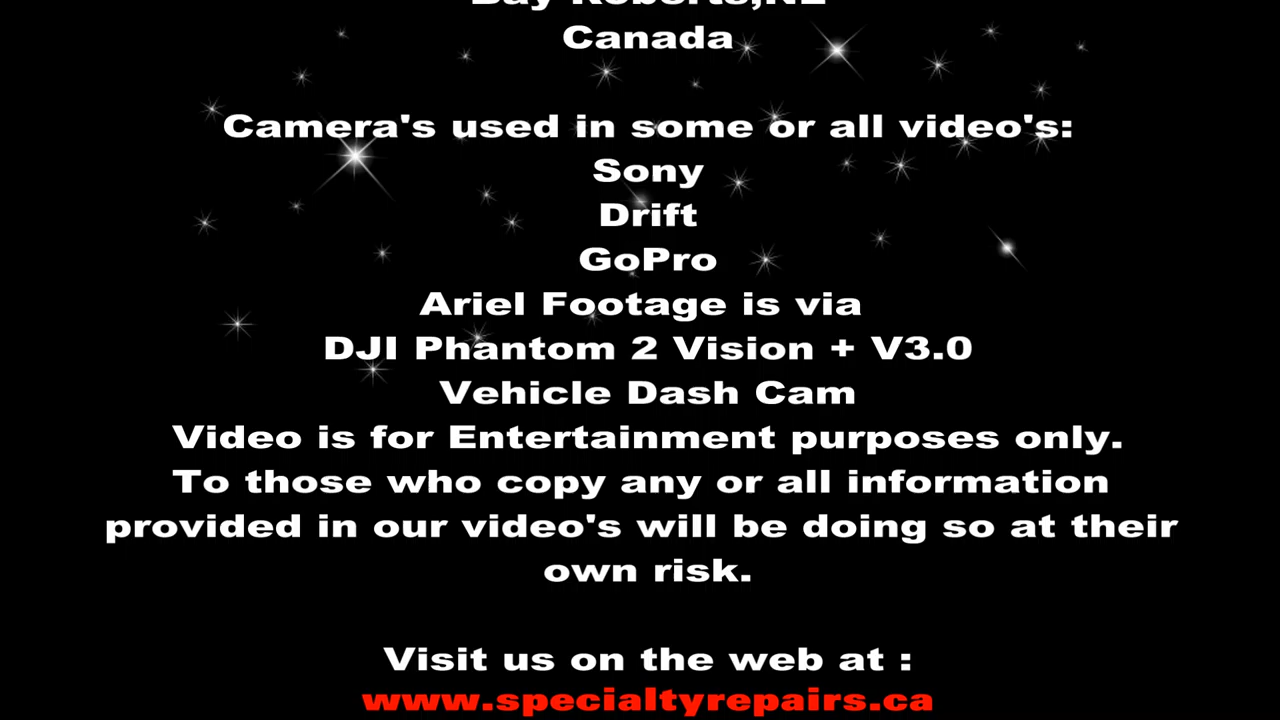 Bay Roberts,NL
Canada
Camera's used in some or all video's:
Sony
Drift
GoPro
Ariel Footage is via
DJI Phantom 2 Vision + V3.0
Vehicle Dash Cam
Video is for Entertainment purposes only.
To those who copy any or all information
provided in our video's will be doing so at their
own risk.
Visit us on the web at :
www.specialtyrepairs.ca